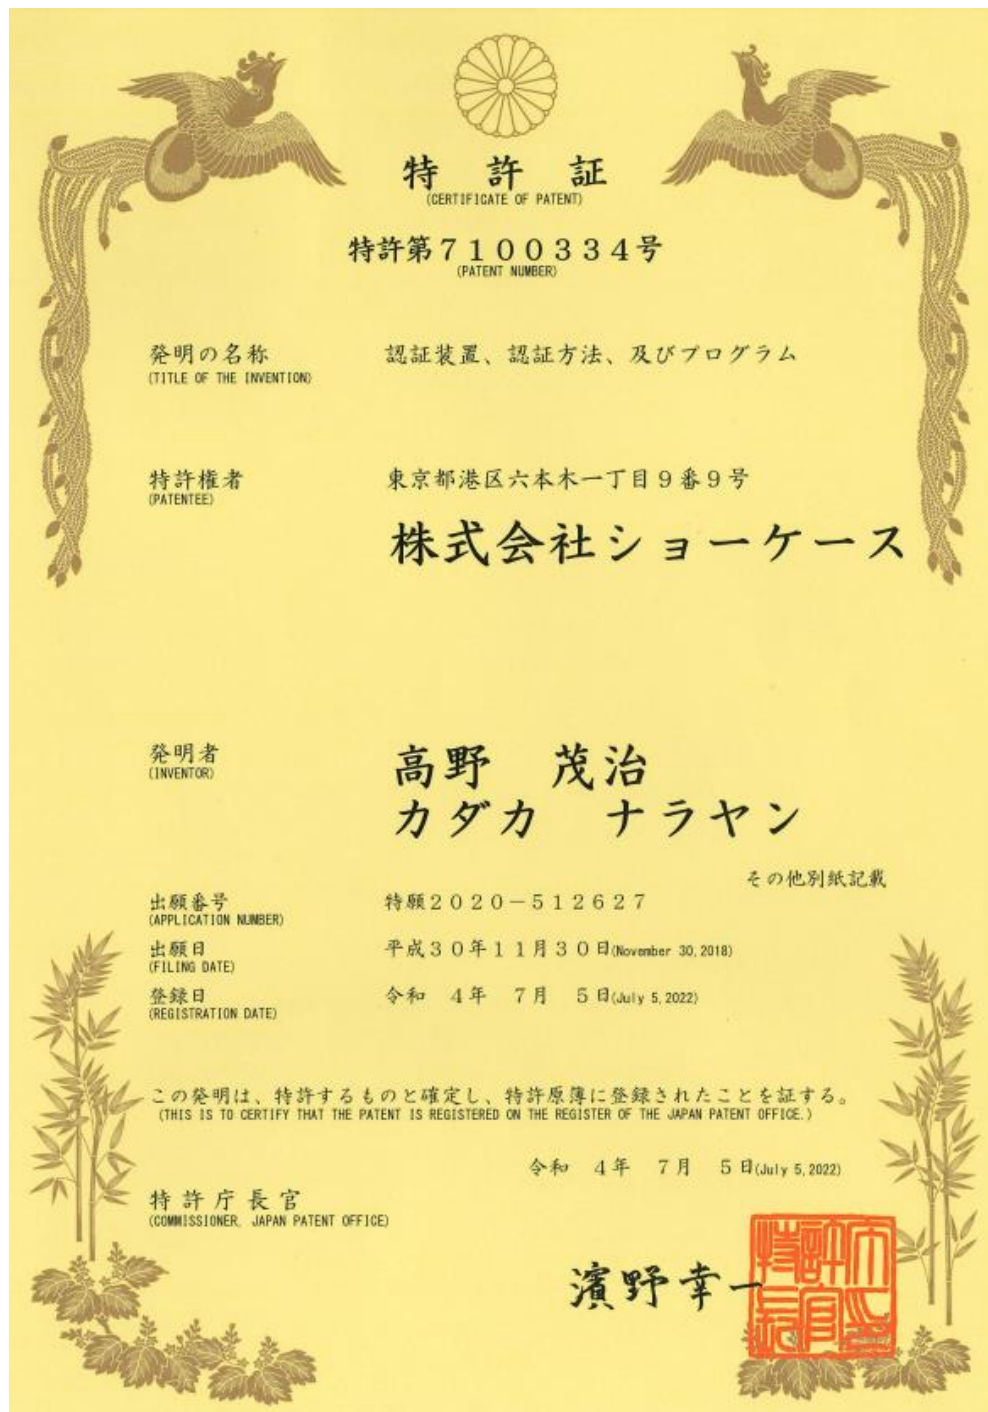 特許証
(CERTIFICATE OF PATENT)
特許第7100334号
(PATENT NUMBER)
発明の名称 認証装置、認証方法、及びプログラム
(TITLE OF THE INVENTION)
特許権者 東京都港区六本木一丁目9番9号
(PATENTEE)
株式会社ショーケース
発明者 高野 茂治
(INVENTOR)
カダカ ナラヤン
その他別紙記載
出願番号 特願2020-512627
(APPLICATION NUMBER)
出願日 平成30年11月30日(November 30,2018)
(FILING DATE)
登録日 令和 4年 7月 5日(July 5,2022)
(REGISTRATION DATE)
この発明は、特許するものと確定し、特許原簿に登録されたことを証する。
(THIS IS TO CERTIFY THAT THE PATENT IS REGISTERED ON THE REGISTER OF THE JAPAN PATENT OFFICE.)
令和 4年 7月 5日(July 5,2022)
特許庁長官
(COMMISSIONER, JAPAN PATENT OFFICE)
濱野幸一